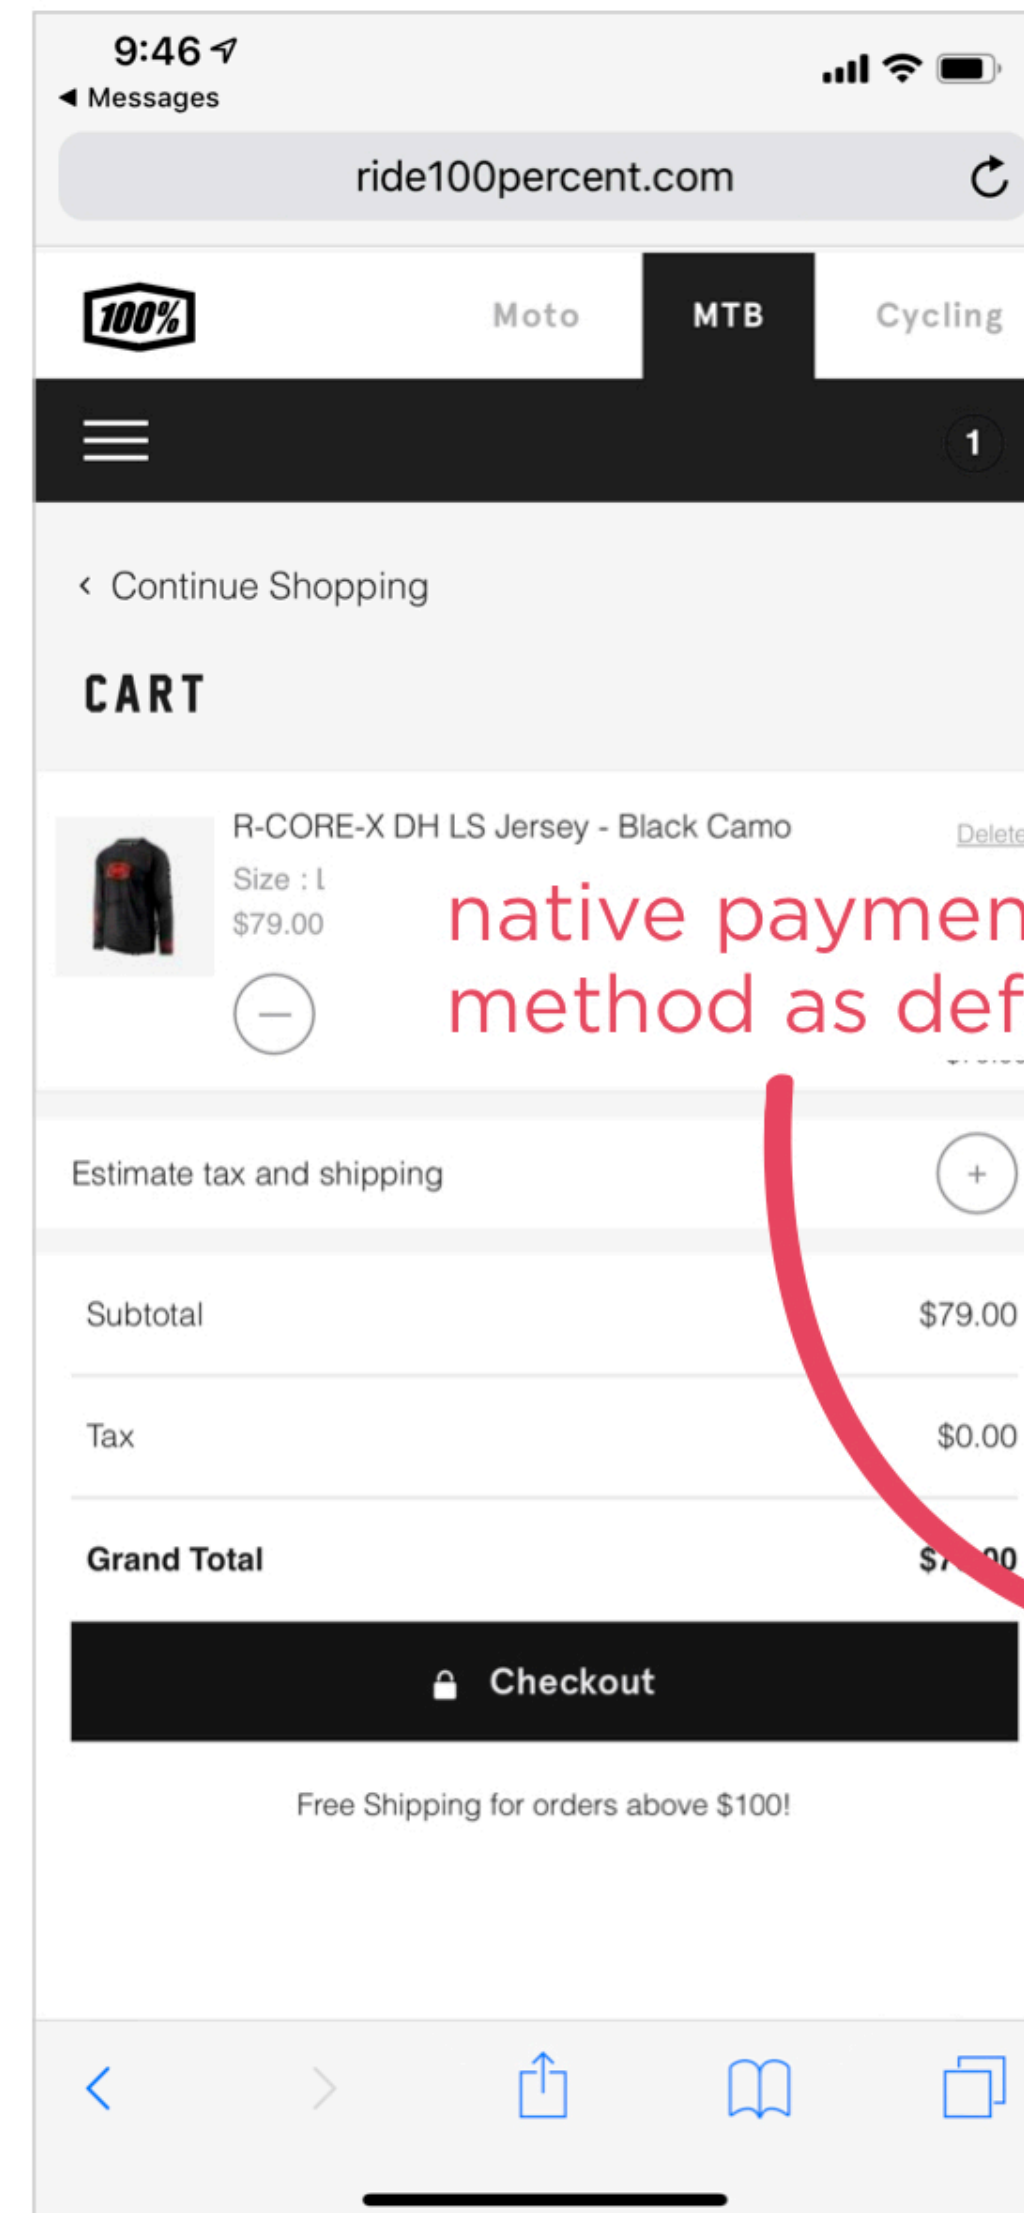 9:46
Messages
ride100percent.com
100%
Moto MTB Cycling
1
Continue Shopping
CART
R-CORE-X DH LS Jersey - Black Camo
Delete
Size : L
$79.00
native paymen
method as def
Estimate tax and shipping
Subtotal $79.00
Tax $0.00
Grand Total
Checkout
Free Shipping for orders above $100!